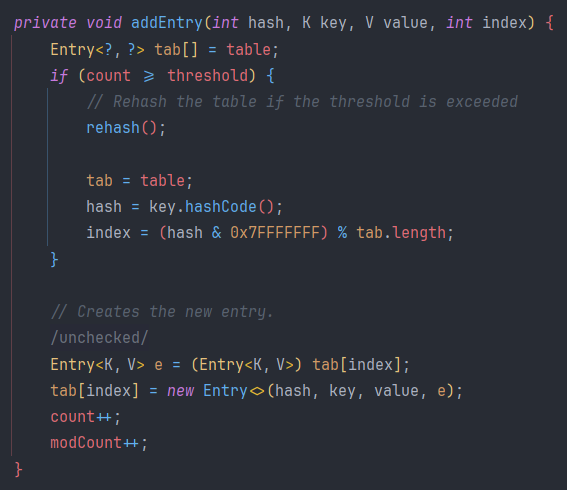 private void addEntry(int hash, K key, V value, int index) {
Entry<?, ?> tab[] = table;
if (count >= threshold) {
// Rehash the table if the threshold is exceeded
rehash();
tab = table;
hash = key.hashCode();
index = (hash & 0x7FFFFFFF) % tab.length;
}
// Creates the new entry.
/unchecked/
Entry<K, V> e = (Entry<K, V>) tab[index];
tab[index] = new Entry<>(hash, key, value, e);
count++;
modCount++;
}